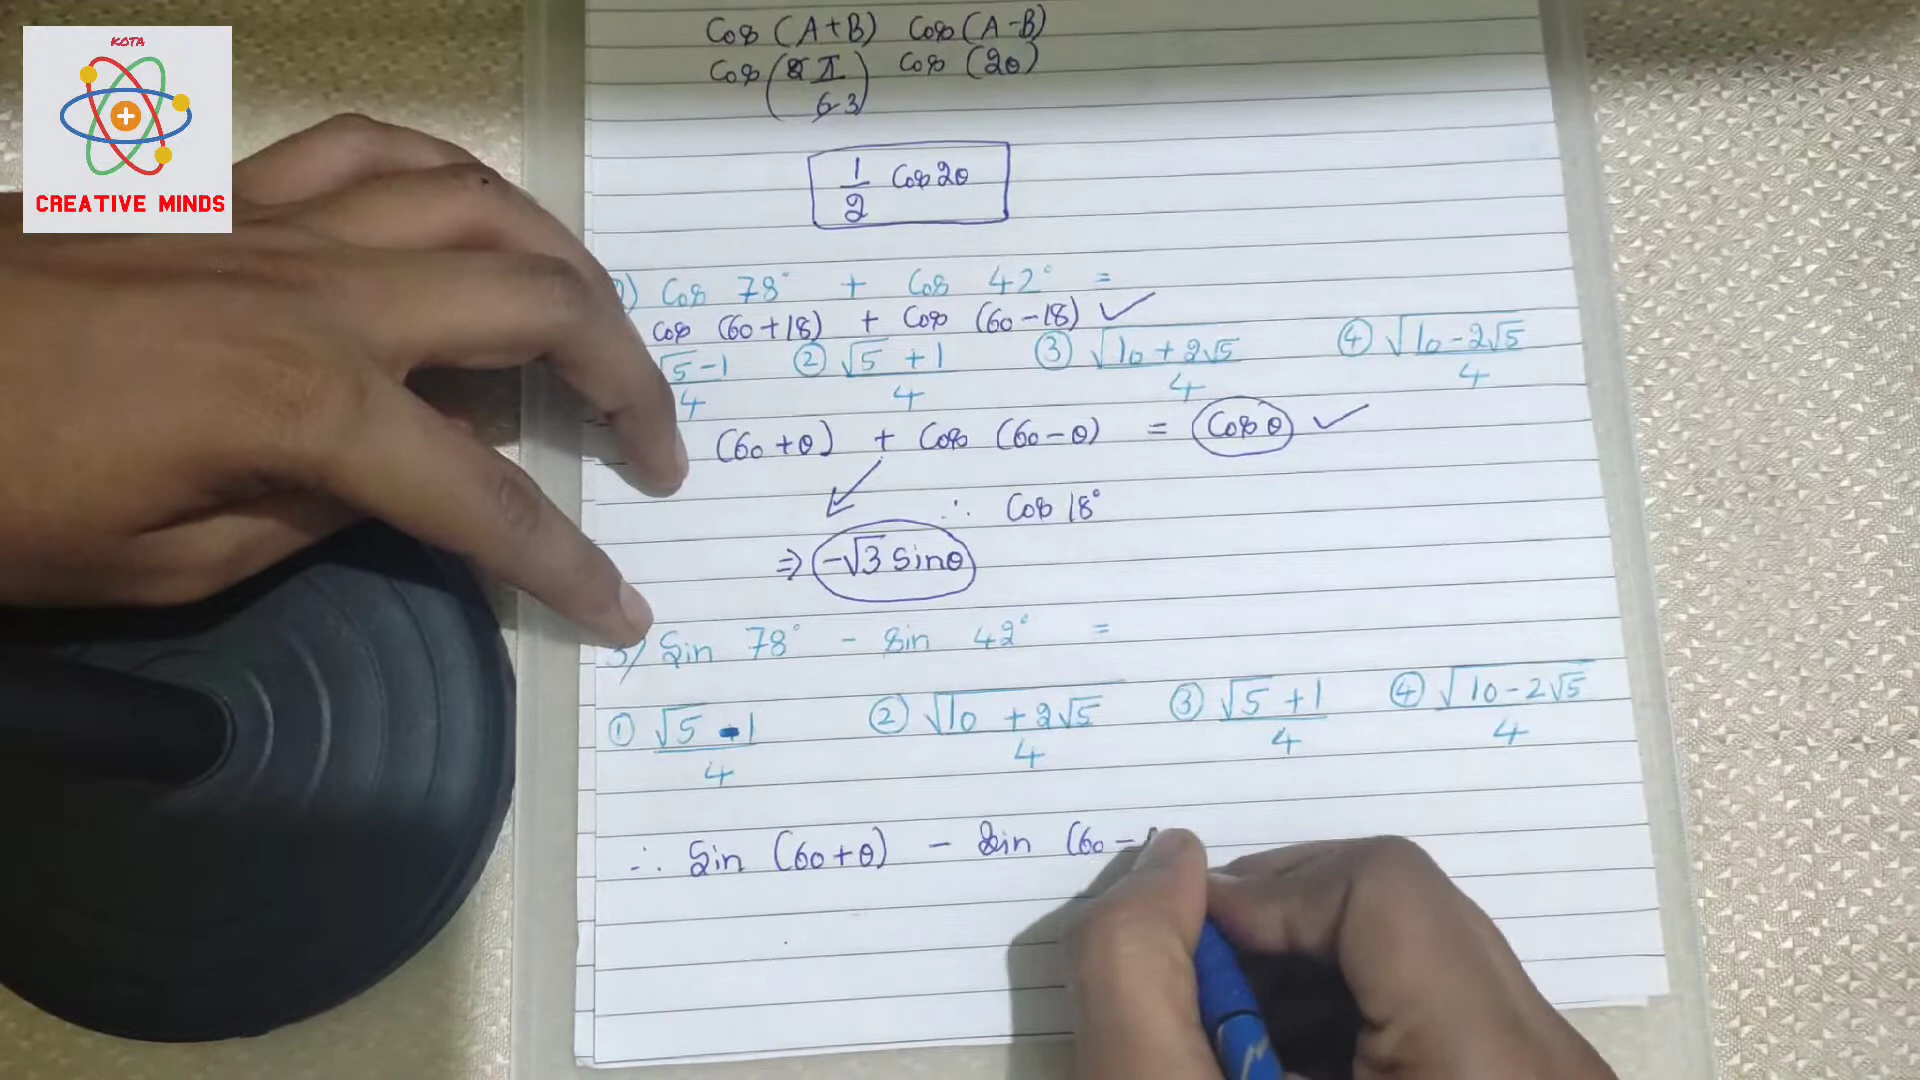 KOTA
CREATIVE MINDS
Cos (A+B) Cos (A-B)
Cos (2π/6-3) Cos (2θ)
1/2 Cos 2θ
) Cos 78° + Cos 42° =
Cos (60+18) + Cos (60-18) ✓
√5-1/4 ② √5+1/4 ③ √10+2√5/4 ④ √10-2√5/4
(60+θ) + Cos (60-θ) = Cos θ ✓
∴ Cos 18°
⇒ -√3 Sinθ
3) Sin 78° - Sin 42° =
① √5-1/4 ② √10+2√5/4 ③ √5+1/4 ④ √10-2√5/4
∴ Sin (60+θ) - Sin (60-